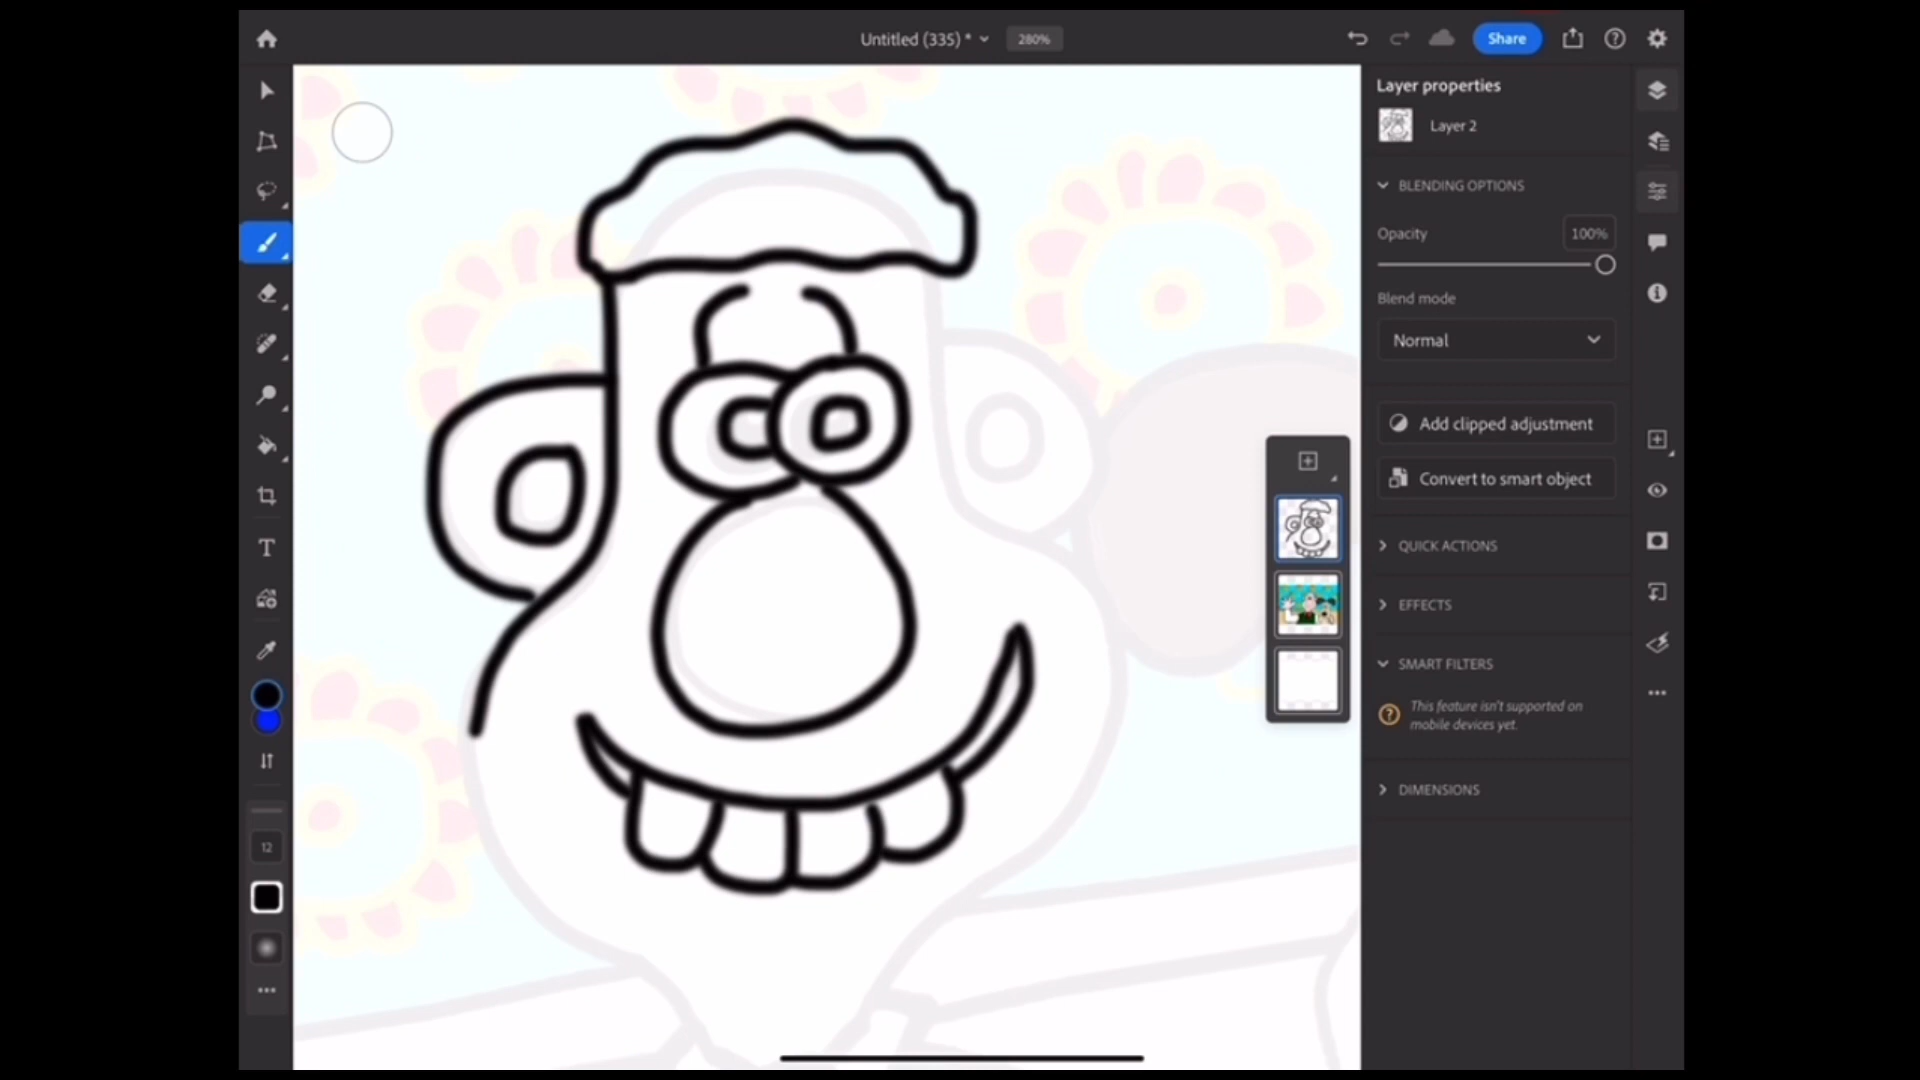 Untitled (335) *
280%
Share
Layer properties
Layer 2
BLENDING OPTIONS
Opacity
100%
Blend mode
Normal
Add clipped adjustment
Convert to smart object
QUICK ACTIONS
EFFECTS
SMART FILTERS
This feature isn't supported on
mobile devices yet.
DIMENSIONS
T
12